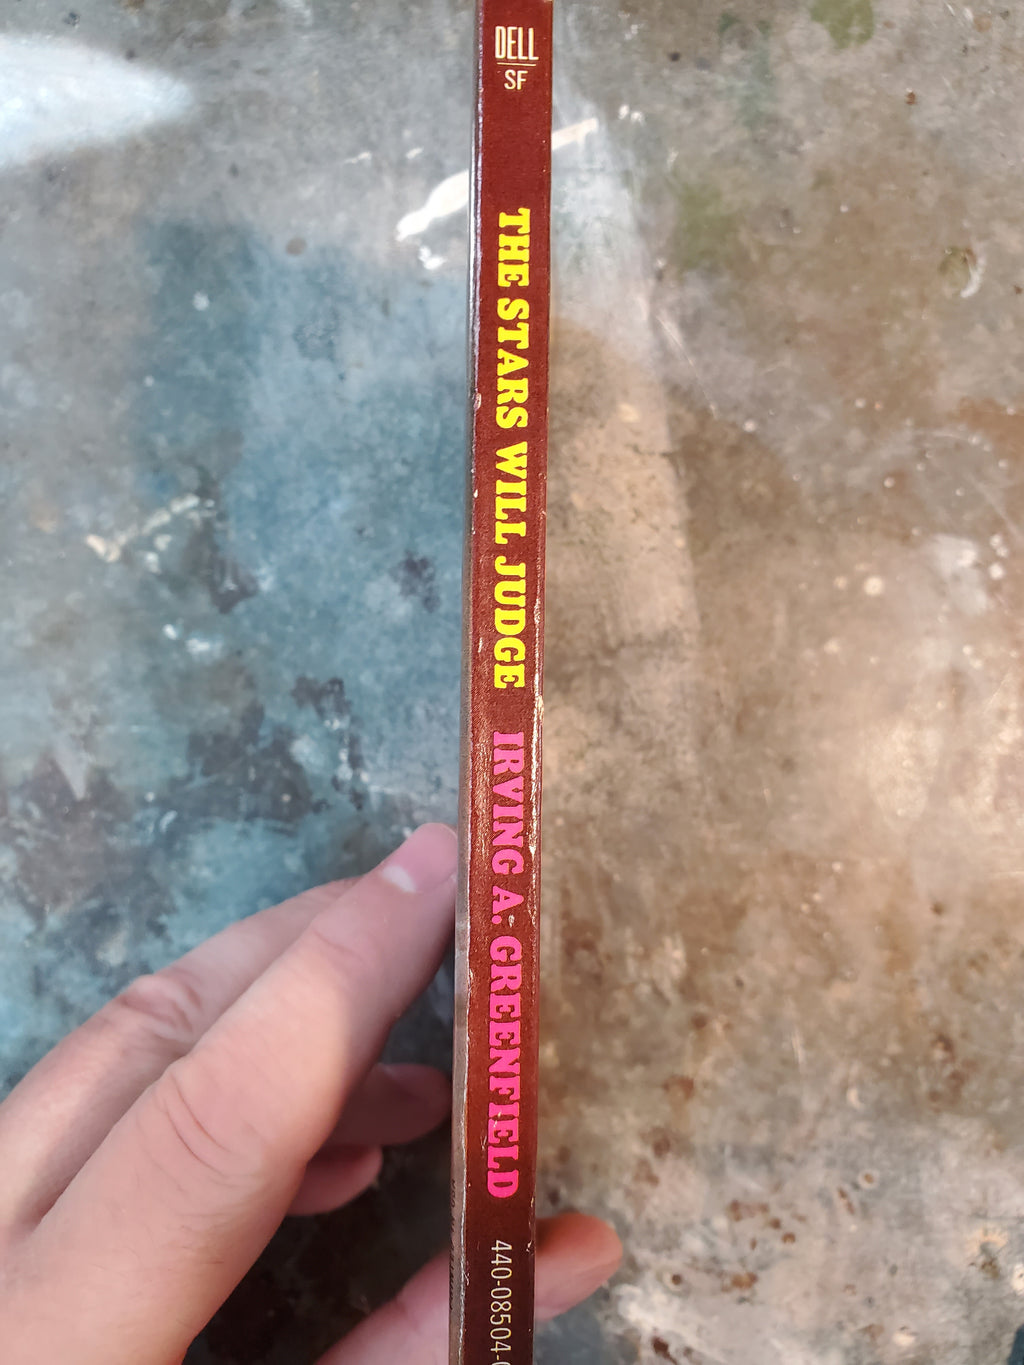 DELL
SF
THE STARS WILL JUDGE
IRVING A. GREENFIELD
440-08504-